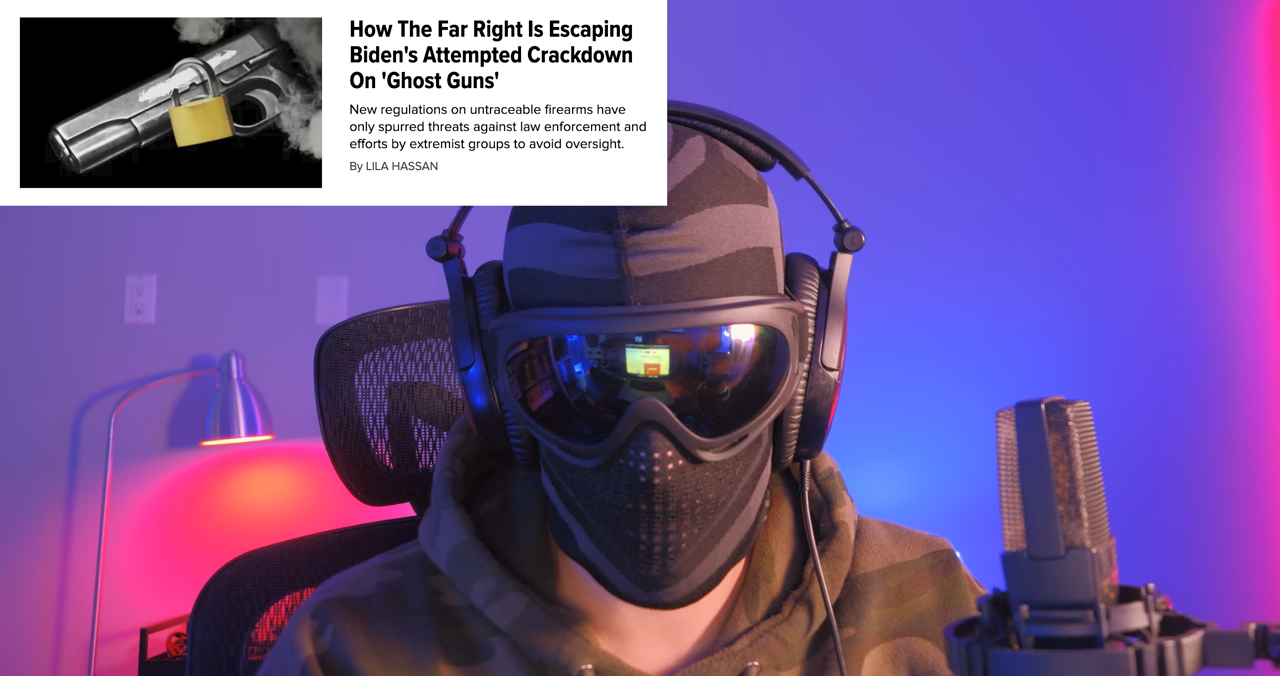 How The Far Right Is Escaping
Biden's Attempted Crackdown
On 'Ghost Guns'
New regulations on untraceable firearms have
only spurred threats against law enforcement and
efforts by extremist groups to avoid oversight.
By LILA HASSAN